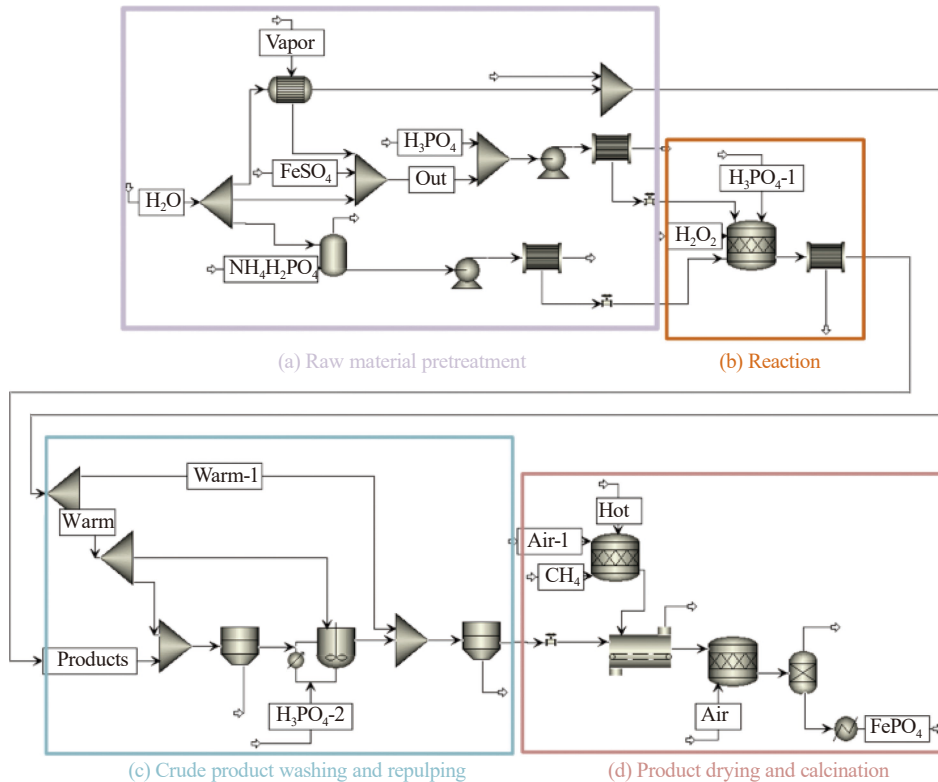 Vapor
H₃PO₄
FeSO₄
Out
H₂O
NH₄H₂PO₄
H₃PO₄-1
H₂O₂
(a) Raw material pretreatment
(b) Reaction
Warm-1
Warm
Products
H₃PO₄-2
Hot
Air-1
CH₄
Air
FePO₄
(c) Crude product washing and repulping
(d) Product drying and calcination